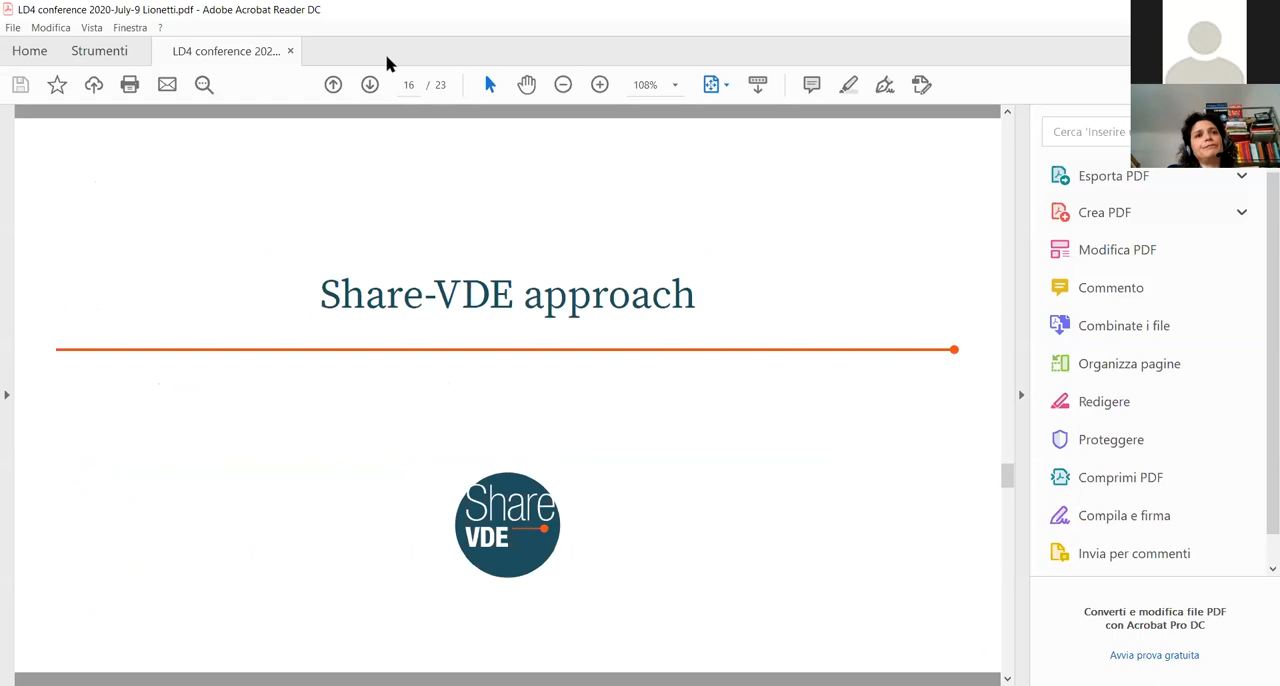 LD4 conference 2020-July-9 Lionetti.pdf - Adobe Acrobat Reader DC
File Modifica Vista Finestra ?
Home Strumenti LD4 conference 202... ×
16 / 23 108%
Share-VDE approach
Share
VDE
Cerca 'Inserire
Esporta PDF
Crea PDF
Modifica PDF
Commento
Combinate i file
Organizza pagine
Redigere
Proteggere
Comprimi PDF
Compila e firma
Invia per commenti
Converti e modifica file PDF
con Acrobat Pro DC
Avvia prova gratuita